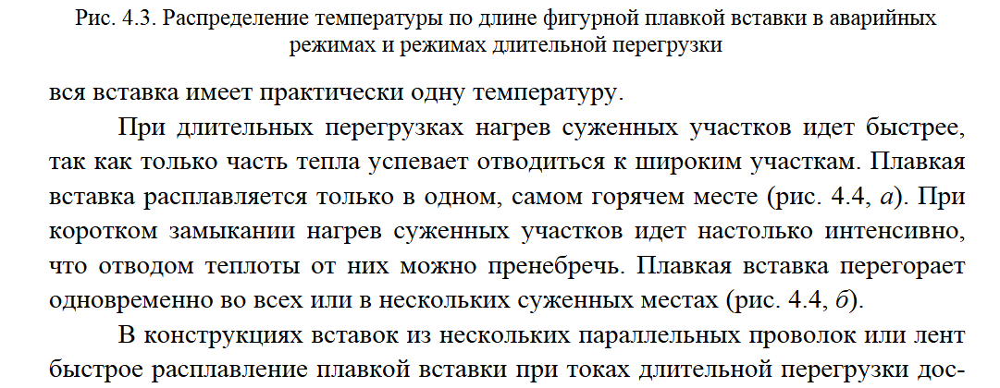 Рис. 4.3. Распределение температуры по длине фигурной плавкой вставки в аварийных
режимах и режимах длительной перегрузки
вся вставка имеет практически одну температуру.
При длительных перегрузках нагрев суженных участков идет быстрее,
так как только часть тепла успевает отводиться к широким участкам. Плавкая
вставка расплавляется только в одном, самом горячем месте (рис. 4.4, а). При
коротком замыкании нагрев суженных участков идет настолько интенсивно,
что отводом теплоты от них можно пренебречь. Плавкая вставка перегорает
одновременно во всех или в нескольких суженных местах (рис. 4.4, б).
В конструкциях вставок из нескольких параллельных проволок или лент
быстрое расплавление плавкой вставки при токах длительной перегрузки дос-